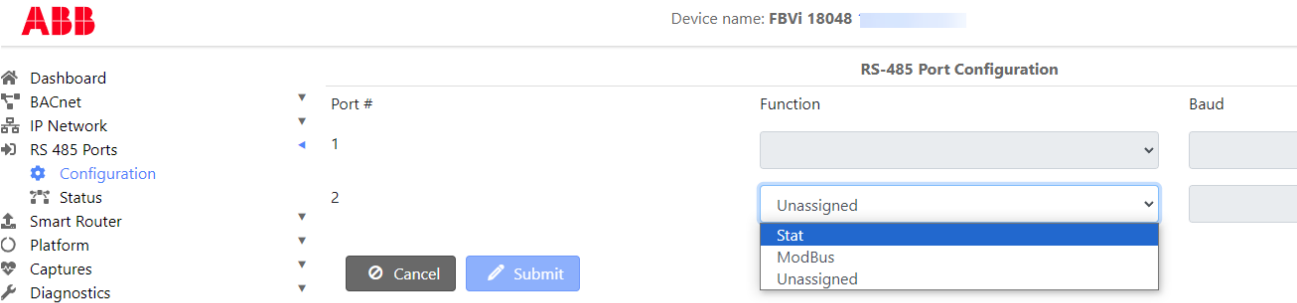 ABB
Device name: FBVi 18048
Dashboard
BACnet
IP Network
RS 485 Ports
Configuration
Status
Smart Router
Platform
Captures
Diagnostics
RS-485 Port Configuration
Port # Function Baud
1
2 Unassigned
Stat
ModBus
Unassigned
Cancel Submit